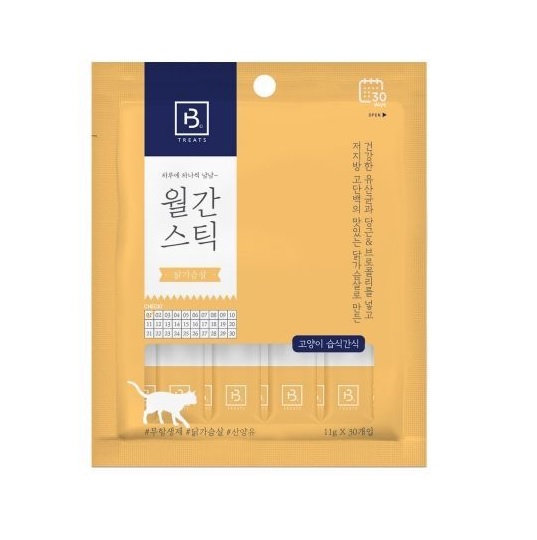 B
TREATS
30
DAYS
OPEN ▶
하루에 하나씩 냠냠~
월간
스틱
닭가슴살
건강한 유산균과 당근&브로콜리를 넣고
저지방 고단백의 맛있는 닭가슴살로 만든
CHECK!
01 02 03 04 05 06 07 08 09 10
11 12 13 14 15 16 17 18 19 20
21 22 23 24 25 26 27 28 29 30
고양이 습식간식
B
TREATS
B
TREATS
B
TREATS
B
TREATS
#무항생제 #닭가슴살 #산양유
11g X 30개입